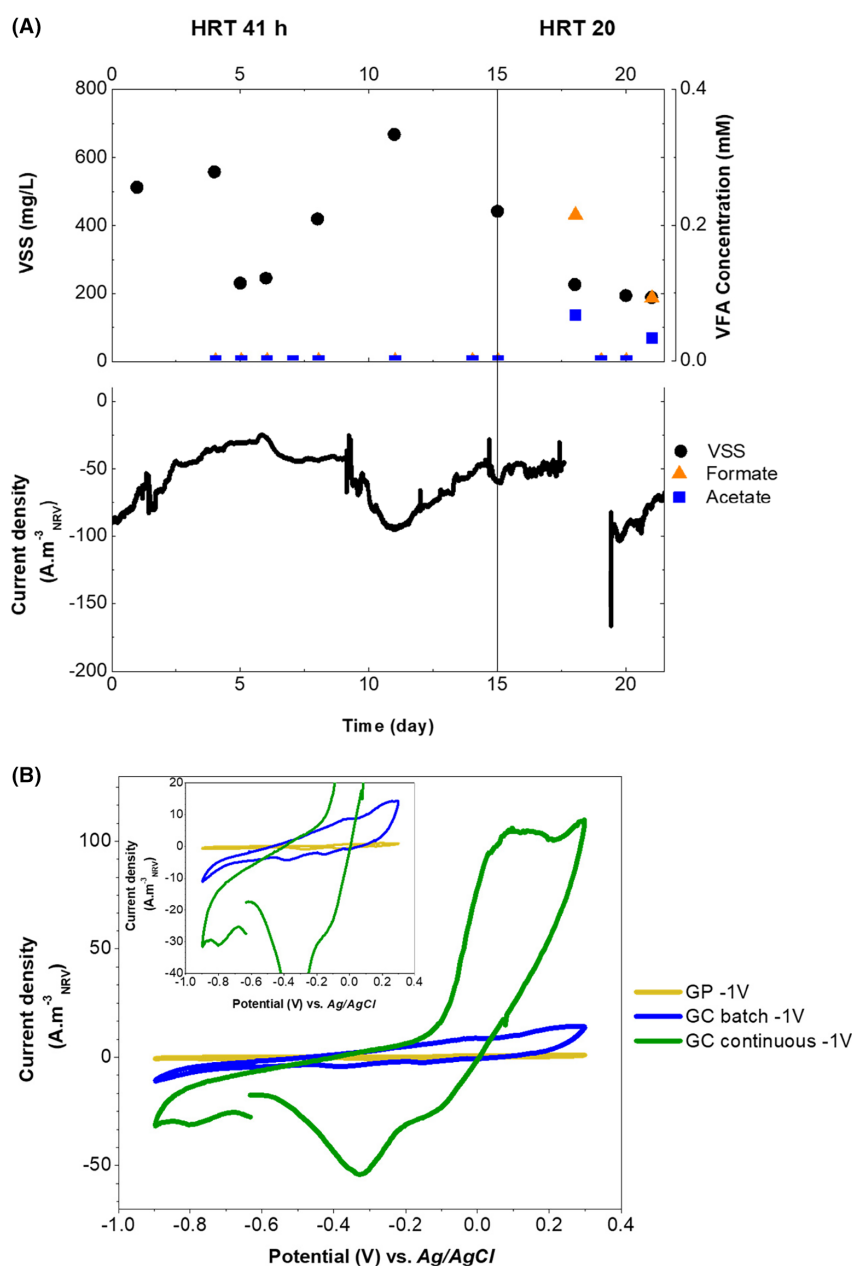 (A)
HRT 41 h HRT 20
0 5 10 15 20
800 0.4
600
400 0.2
200
0 0.0
VSS (mg/L)
VFA Concentration (mM)
0
-50
-100
-150
-200
Current density
(A.m⁻³NRV)
VSS
Formate
Acetate
0 5 10 15 20
Time (day)
(B)
100
50
0
-50
Current density
(A.m⁻³NRV)
20
10
0
-10
-20
-30
-40
Current density
(A.m⁻³NRV)
-1.0 -0.8 -0.6 -0.4 -0.2 0.0 0.2 0.4
Potential (V) vs. Ag/AgCl
GP -1V
GC batch -1V
GC continuous -1V
-1.0 -0.8 -0.6 -0.4 -0.2 0.0 0.2 0.4
Potential (V) vs. Ag/AgCl